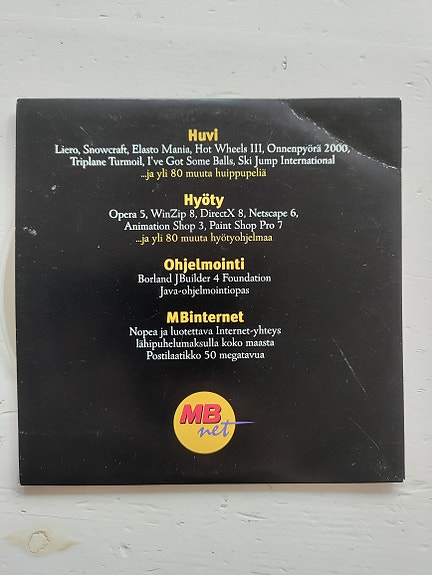 Huvi
Liero, Snowcraft, Elasto Mania, Hot Wheels III, Onnenpyörä 2000,
Triplane Turmoil, I've Got Some Balls, Ski Jump International
...ja yli 80 muuta huippupeliä
Hyöty
Opera 5, WinZip 8, DirectX 8, Netscape 6,
Animation Shop 3, Paint Shop Pro 7
...ja yli 80 muuta hyötyohjelmaa
Ohjelmointi
Borland JBuilder 4 Foundation
Java-ohjelmointiopas
MBinternet
Nopea ja luotettava Internet-yhteys
lähipuhelumaksulla koko maasta
Postilaatikko 50 megatavua
MB
net